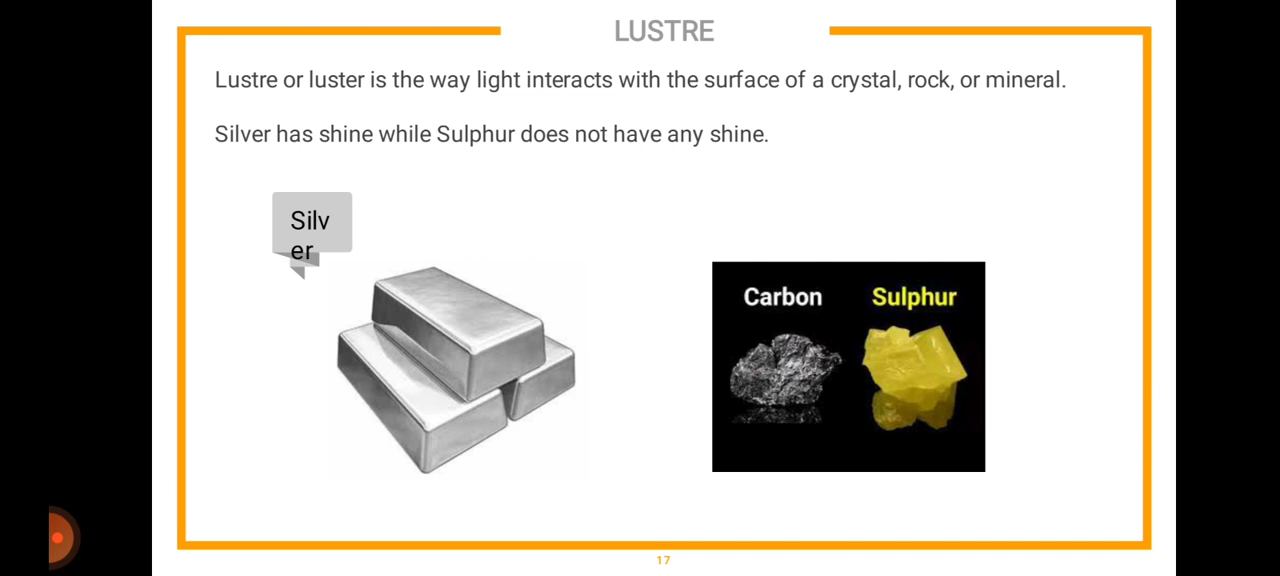 LUSTRE
Lustre or luster is the way light interacts with the surface of a crystal, rock, or mineral.
Silver has shine while Sulphur does not have any shine.
Silv
er
Carbon Sulphur
17